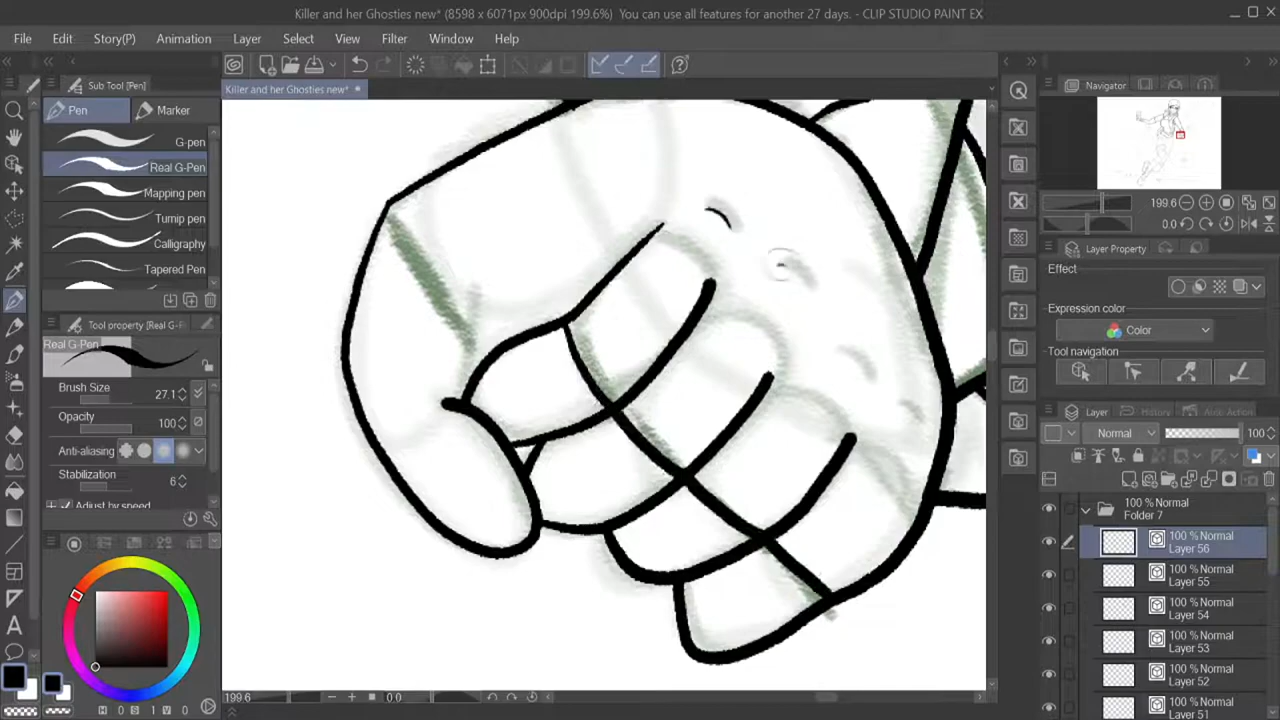 Killer and her Ghosties new* (8598 x 6071px 900dpi 199.6%)  You can use all features for another 27 days. - CLIP STUDIO PAINT EX
File Edit Story(P) Animation Layer Select View Filter Window Help
Killer and her Ghosties new*
Sub Tool [Pen]
Pen Marker
G-pen
Real G-Pen
Mapping pen
Turnip pen
Calligraphy
Tapered Pen
Tool property [Real G-P
Real G-Pen
Brush Size 27.1
Opacity 100
Anti-aliasing
Stabilization 6
Adjust by speed
H 0 S 1 V 0
199.6 0.0
Navigator
199.6
0.0
Layer Property
Effect
Expression color
Color
Tool navigation
Layer History Auto Action
Normal 100
100 % Normal
Folder 7
100 % Normal
Layer 56
100 % Normal
Layer 55
100 % Normal
Layer 54
100 % Normal
Layer 53
100 % Normal
Layer 52
100 % Normal
Layer 51